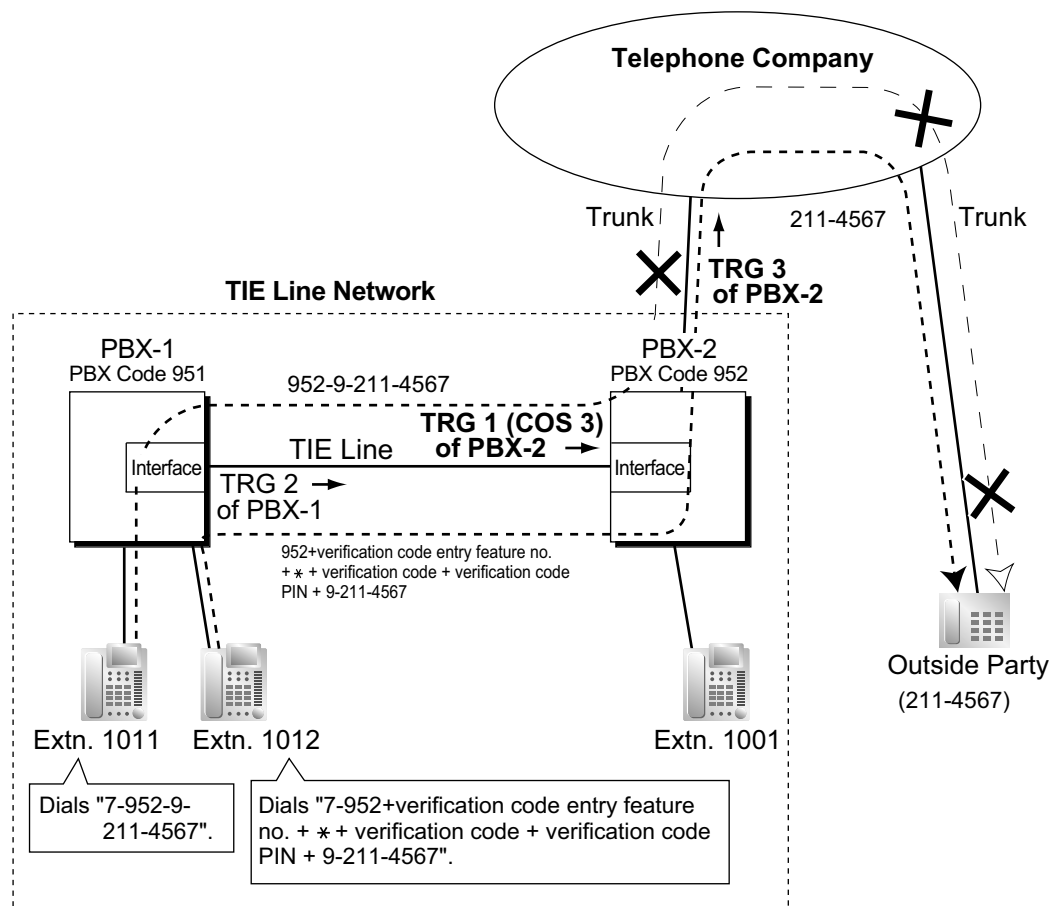 Telephone Company
Trunk
211-4567
Trunk
TRG 3
of PBX-2
TIE Line Network
PBX-1
PBX Code 951
PBX-2
PBX Code 952
952-9-211-4567
TRG 1 (COS 3)
of PBX-2
Interface
TIE Line
Interface
TRG 2
of PBX-1
952+verification code entry feature no.
+ * + verification code + verification code
PIN + 9-211-4567
Outside Party
(211-4567)
Extn. 1011
Extn. 1012
Extn. 1001
Dials "7-952-9-
211-4567".
Dials "7-952+verification code entry feature
no. + * + verification code + verification code
PIN + 9-211-4567".